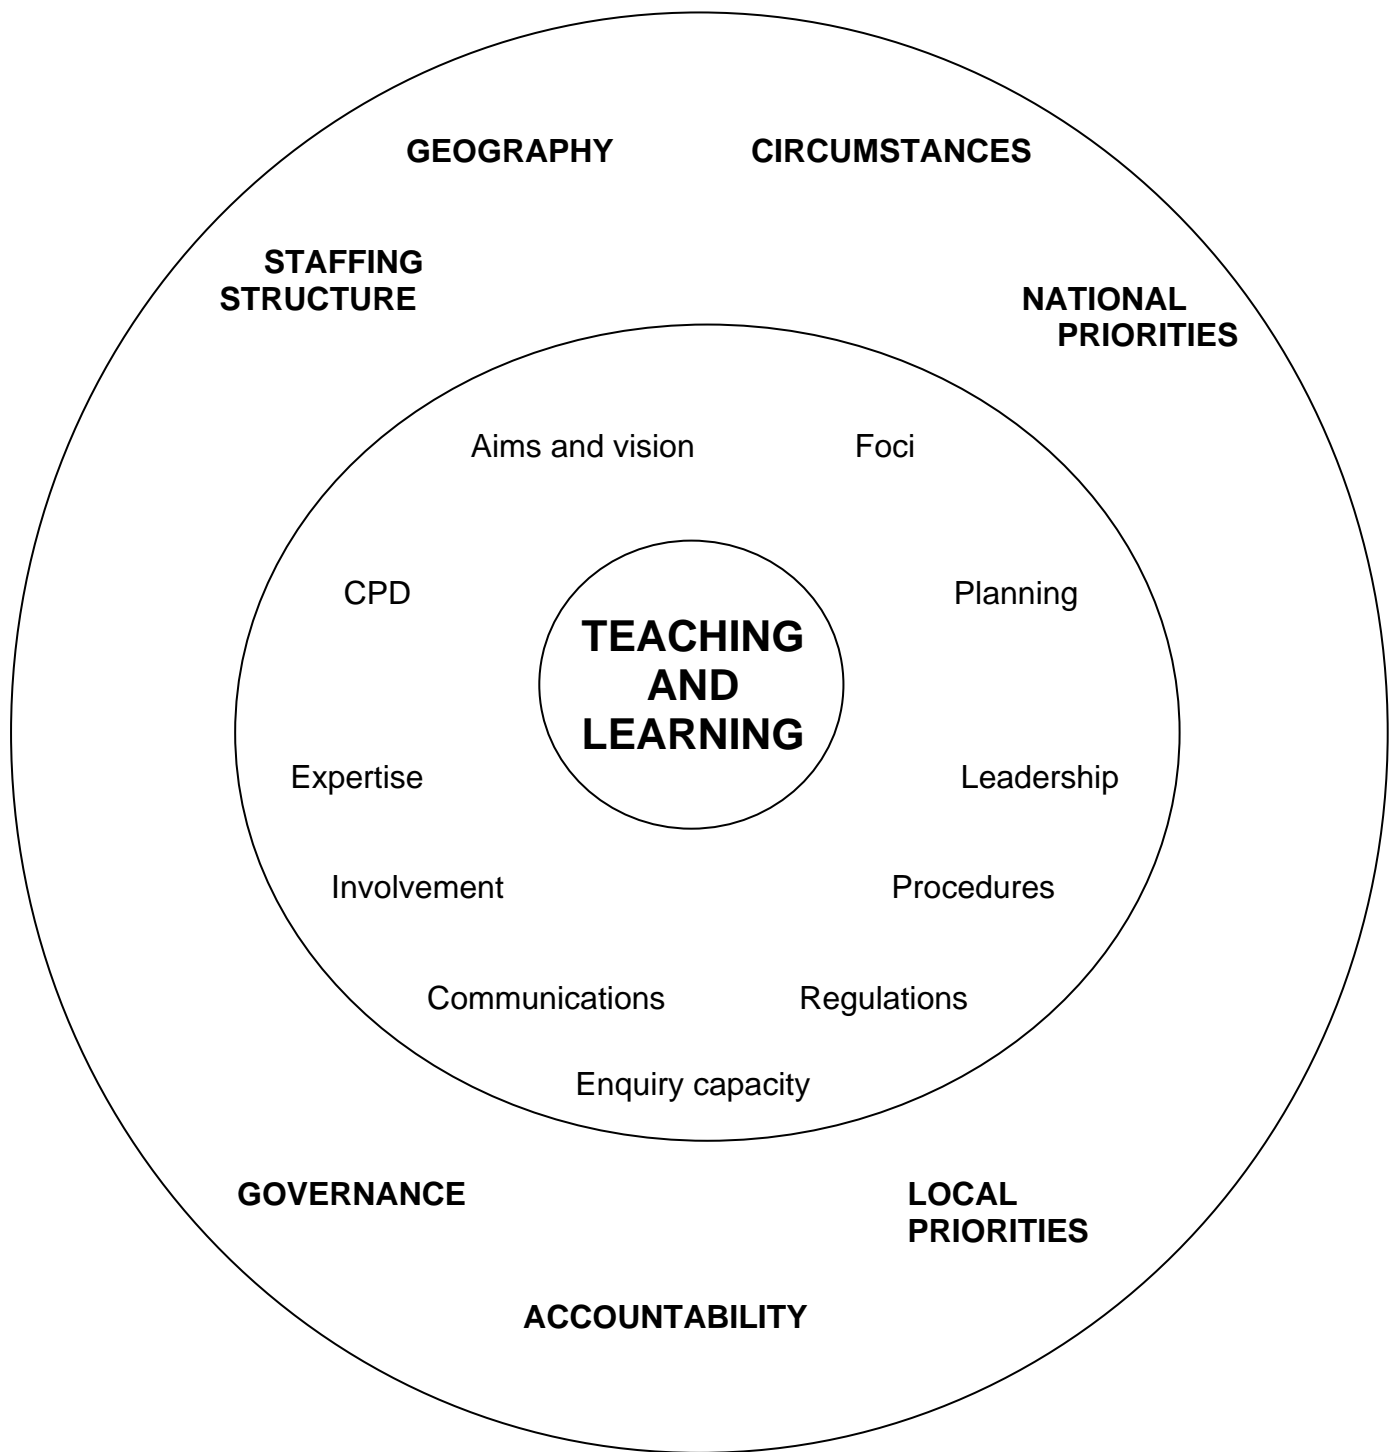 GEOGRAPHY CIRCUMSTANCES
STAFFING
STRUCTURE
NATIONAL
PRIORITIES
Aims and vision Foci
CPD Planning
TEACHING
AND
LEARNING
Expertise Leadership
Involvement Procedures
Communications Regulations
Enquiry capacity
GOVERNANCE
LOCAL
PRIORITIES
ACCOUNTABILITY